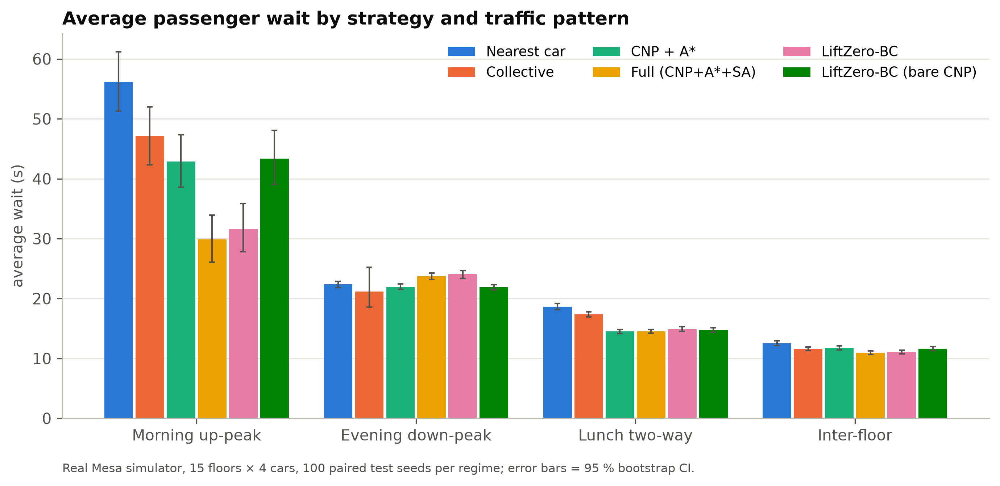 Average passenger wait by strategy and traffic pattern
Nearest car
Collective
CNP + A*
Full (CNP+A*+SA)
LiftZero-BC
LiftZero-BC (bare CNP)
average wait (s)
60
50
40
30
20
10
0
Morning up-peak
Evening down-peak
Lunch two-way
Inter-floor
Real Mesa simulator, 15 floors × 4 cars, 100 paired test seeds per regime; error bars = 95 % bootstrap CI.